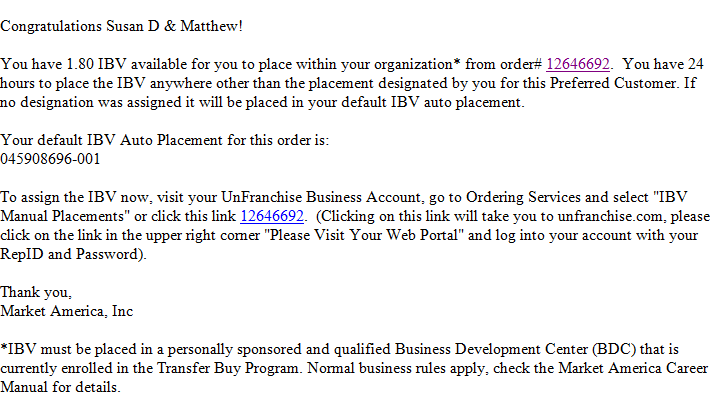 Congratulations Susan D & Matthew!
You have 1.80 IBV available for you to place within your organization* from order# 12646692.  You have 24
hours to place the IBV anywhere other than the placement designated by you for this Preferred Customer. If
no designation was assigned it will be placed in your default IBV auto placement.
Your default IBV Auto Placement for this order is:
045908696-001
To assign the IBV now, visit your UnFranchise Business Account, go to Ordering Services and select "IBV
Manual Placements" or click this link 12646692.  (Clicking on this link will take you to unfranchise.com, please
click on the link in the upper right corner "Please Visit Your Web Portal" and log into your account with your
RepID and Password).
Thank you,
Market America, Inc
*IBV must be placed in a personally sponsored and qualified Business Development Center (BDC) that is
currently enrolled in the Transfer Buy Program. Normal business rules apply, check the Market America Career
Manual for details.